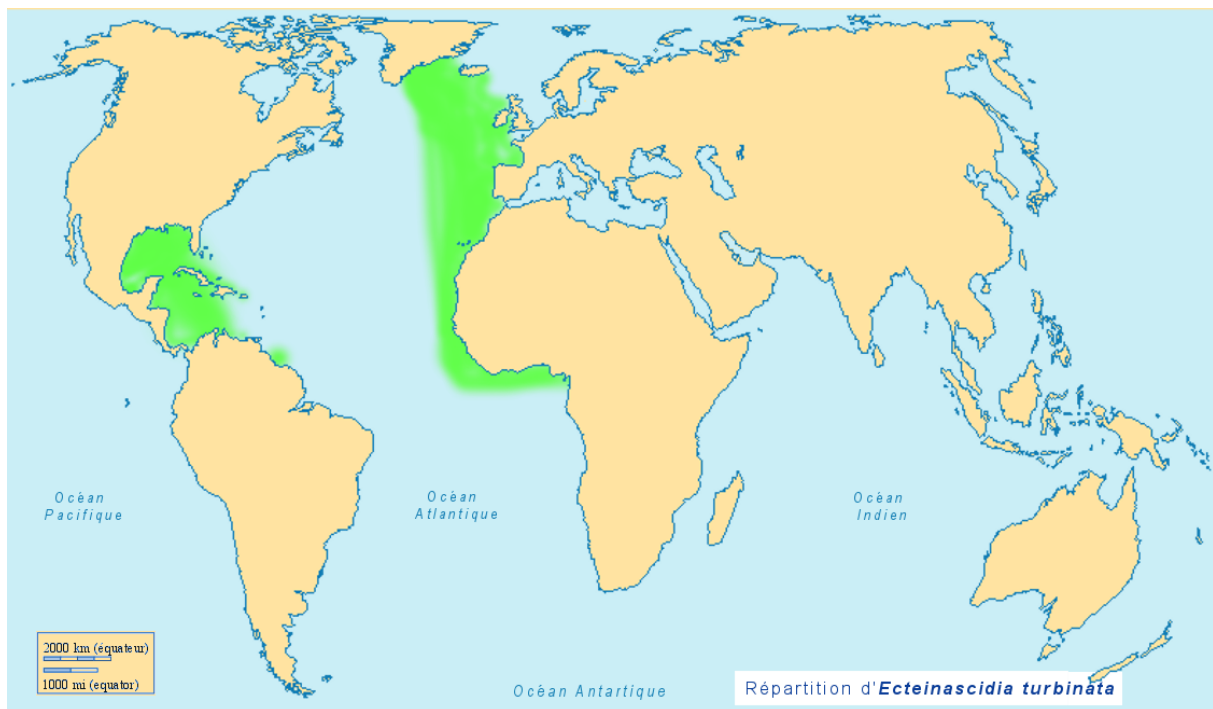 Océan
Pacifique
Océan
Atlantique
Océan
Indien
2000 km (équateur)
1000 mi (equator)
Océan Antartique
Répartition d'Ecteinascidia turbinata